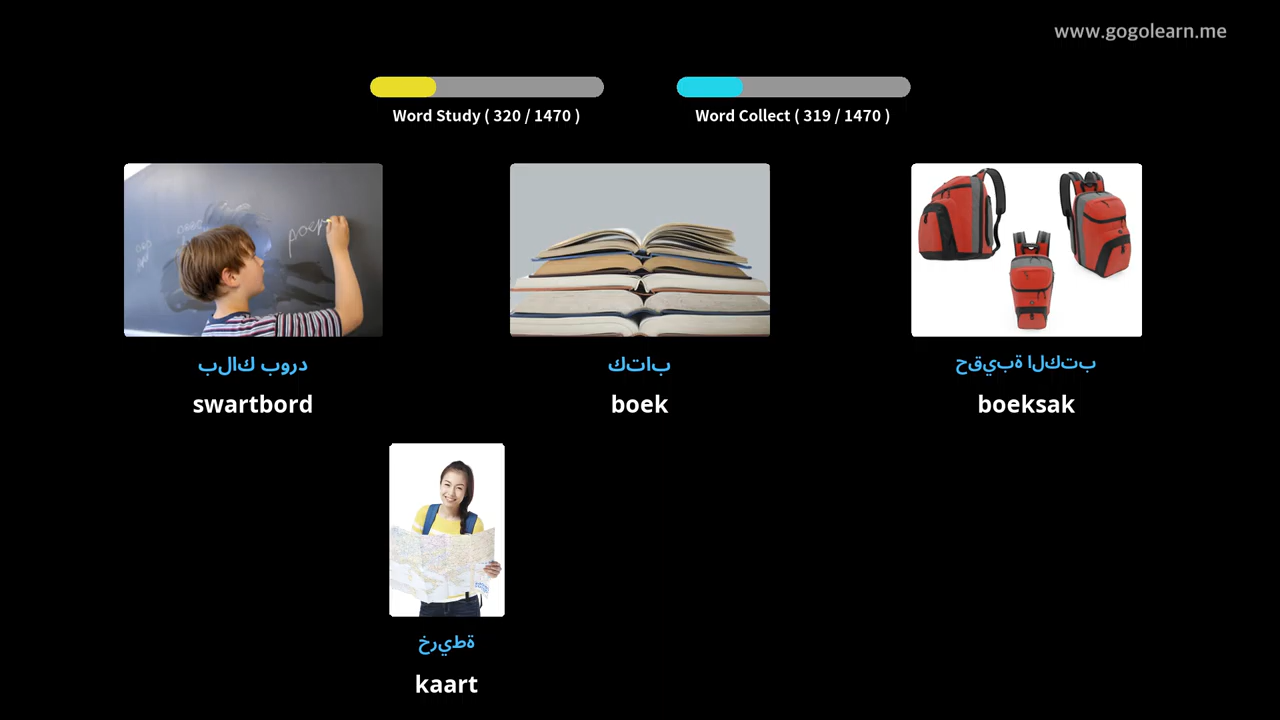 www.gogolearn.me
Word Study ( 320 / 1470 )
Word Collect ( 319 / 1470 )
بلاك بورد
swartbord
كتاب
boek
حقيبة الكتب
boeksak
خريطة
kaart